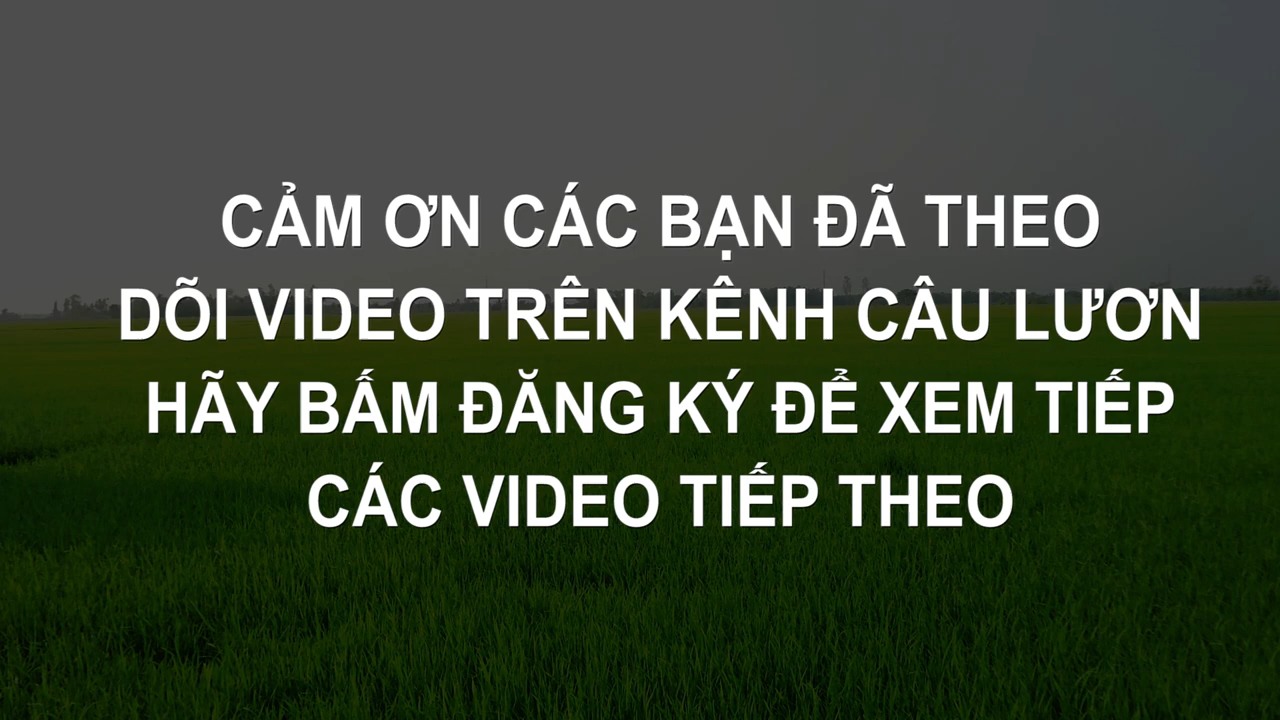 CẢM ƠN CÁC BẠN ĐÃ THEO
DÕI VIDEO TRÊN KÊNH CÂU LƯƠN
HÃY BẤM ĐĂNG KÝ ĐỂ XEM TIẾP
CÁC VIDEO TIẾP THEO